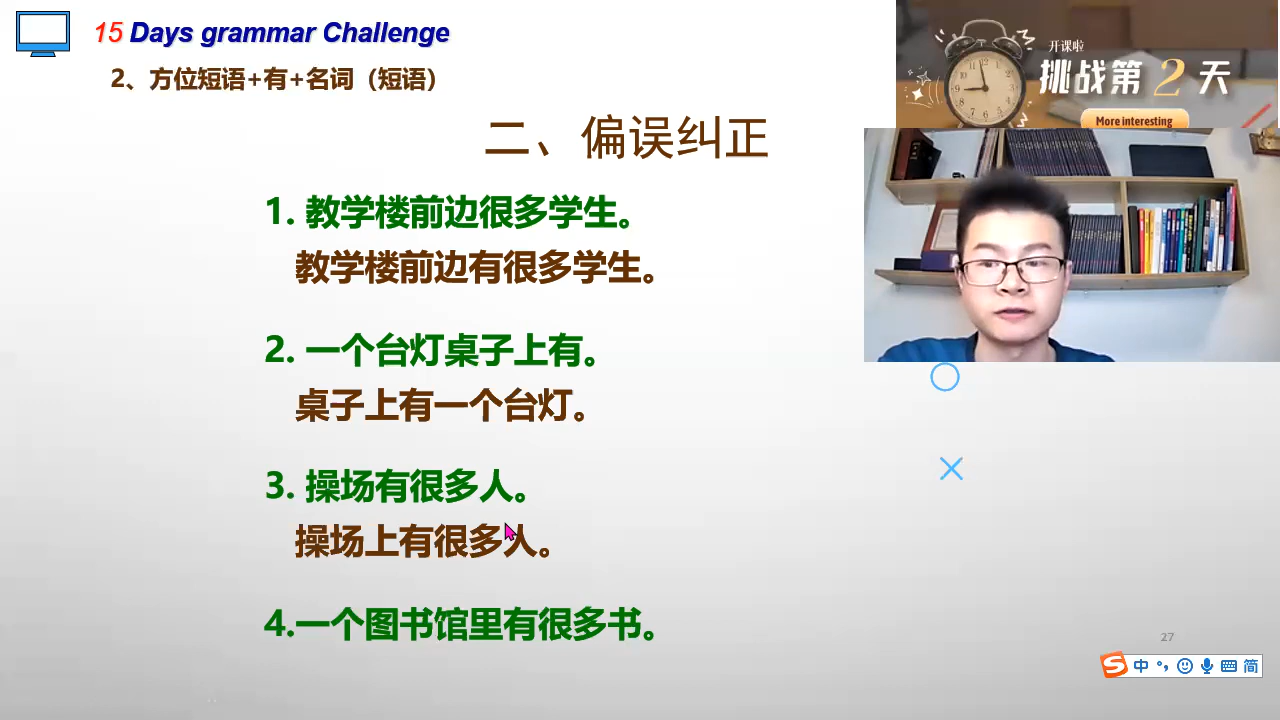 15 Days grammar Challenge
2、方位短语+有+名词（短语）
开课啦
挑战第2天
More interesting
二、偏误纠正
1. 教学楼前边很多学生。
教学楼前边有很多学生。
2. 一个台灯桌子上有。
桌子上有一个台灯。
3. 操场有很多人。
操场上有很多人。
4.一个图书馆里有很多书。
27
S中
简